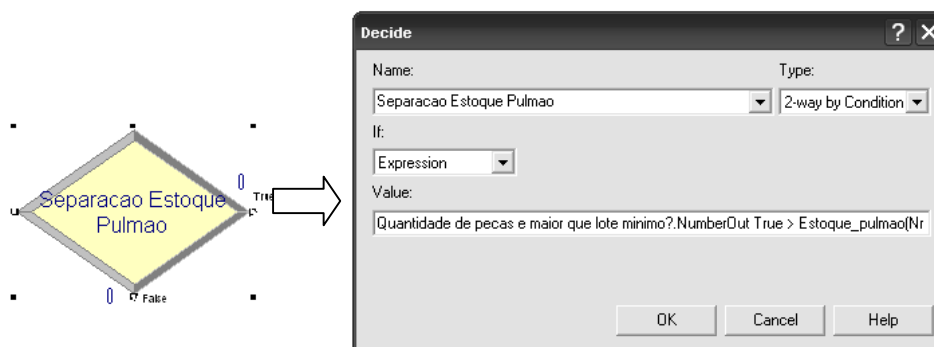 Separacao Estoque
Pulmao
0
True
0
False
Decide
?
Name:
Type:
Separacao Estoque Pulmao
2-way by Condition
If:
Expression
Value:
Quantidade de pecas e maior que lote minimo?.NumberOut True > Estoque_pulmao(Nr
OK
Cancel
Help